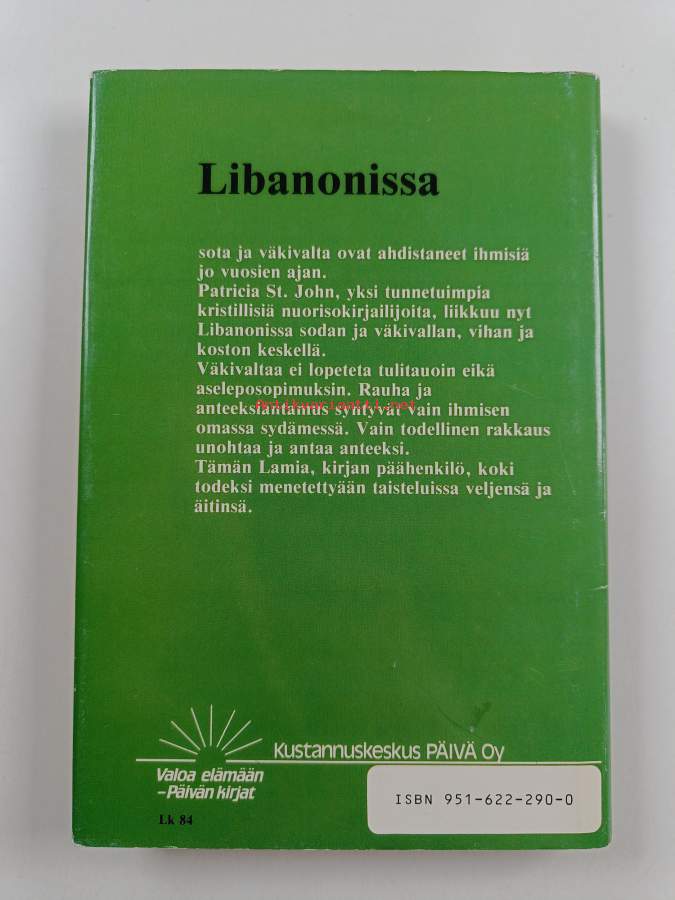 Libanonissa
sota ja väkivalta ovat ahdistaneet ihmisiä
jo vuosien ajan.
Patricia St. John, yksi tunnetuimpia
kristillisiä nuorisokirjailijoita, liikkuu nyt
Libanonissa sodan ja väkivallan, vihan ja
koston keskellä.
Väkivaltaa ei lopeteta tulitauoin eikä
aseleposopimuksin. Rauha ja
Antikvariaatti.net
anteeksiantamus syntyvät vain ihmisen
omassa sydämessä. Vain todellinen rakkaus
unohtaa ja antaa anteeksi.
Tämän Lamia, kirjan päähenkilö, koki
todeksi menetettyään taisteluissa veljensä ja
äitinsä.
Kustannuskeskus PÄIVÄ Oy
Valoa elämään
–Päivän kirjat
ISBN 951-622-290-0
Lk 84